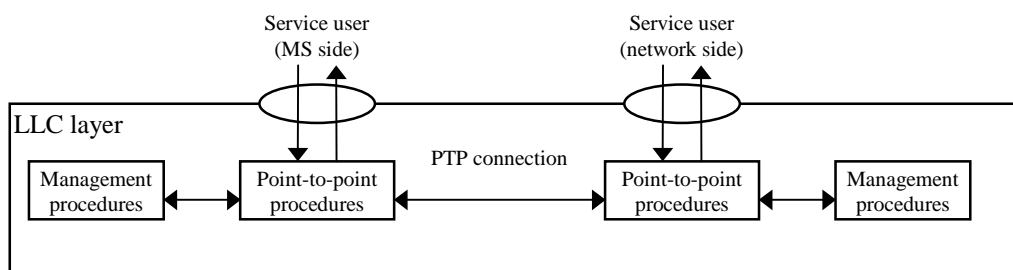 Service user
(MS side)
Service user
(network side)
LLC layer
PTP connection
Management
procedures
Point-to-point
procedures
Point-to-point
procedures
Management
procedures